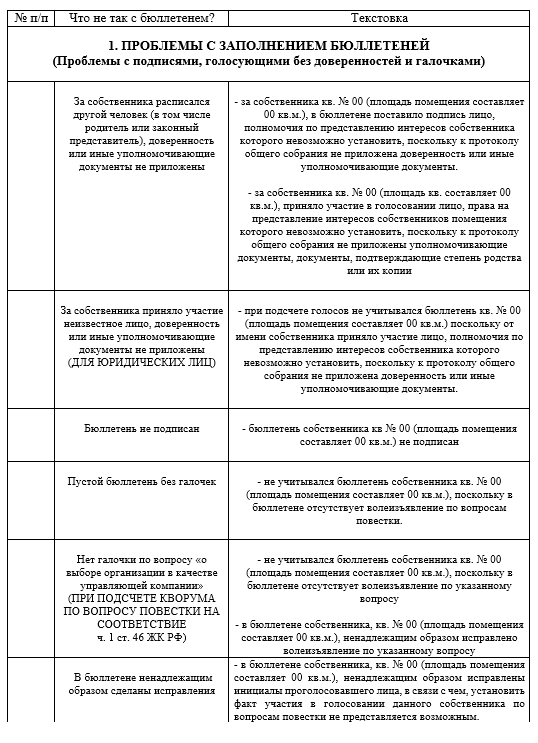 № п/п
Что не так с бюллетенем?
Текстовка
1. ПРОБЛЕМЫ С ЗАПОЛНЕНИЕМ БЮЛЛЕТЕНЕЙ
(Проблемы с подписями, голосующими без доверенностей и галочками)
За собственника расписался
другой человек (в том числе
родитель или законный
представитель), доверенность
или иные уполномочивающие
документы не приложены
- за собственника кв. № 00 (площадь помещения составляет
00 кв.м.), в бюллетене поставило подпись лицо,
полномочия по представлению интересов собственника
которого невозможно установить, поскольку к протоколу
общего собрания не приложена доверенность или иные
уполномочивающие документы.
- за собственника кв. № 00 (площадь кв. составляет 00
кв.м.), приняло участие в голосовании лицо, права на
представление интересов собственников помещения
которого невозможно установить, поскольку к протоколу
общего собрания не приложены уполномочивающие
документы, документы, подтверждающие степень родства
или их копии
За собственника приняло участие
неизвестное лицо, доверенность
или иные уполномочивающие
документы не приложены
(ДЛЯ ЮРИДИЧЕСКИХ ЛИЦ)
- при подсчете голосов не учитывался бюллетень кв. № 00
(площадь помещения составляет 00 кв.м.) поскольку от
имени собственника приняло участие лицо, полномочия по
представлению интересов собственника которого
невозможно установить, поскольку к протоколу общего
собрания не приложена доверенность или иные
уполномочивающие документы.
Бюллетень не подписан
- бюллетень собственника кв № 00 (площадь помещения
составляет 00 кв.м.) не подписан
Пустой бюллетень без галочек
- не учитывался бюллетень собственника кв. № 00
(площадь помещения составляет 00 кв.м.), поскольку в
бюллетене отсутствует волеизъявление по вопросам
повестки.
Нет галочки по вопросу «о
выборе организации в качестве
управляющей компании»
(ПРИ ПОДСЧЕТЕ КВОРУМА
ПО ВОПРОСУ ПОВЕСТКИ НА
СООТВЕТСТВИЕ
ч. 1 ст. 46 ЖК РФ)
- не учитывался бюллетень собственника кв. № 00
(площадь помещения составляет 00 кв.м.), поскольку в
бюллетене отсутствует волеизъявление по указанному
вопросу
- в бюллетене собственника, кв. № 00 (площадь помещения
составляет 00 кв.м.), ненадлежащим образом исправлено
волеизъявление по указанному вопросу
В бюллетене ненадлежащим
образом сделаны исправления
- в бюллетене собственника, кв. № 00 (площадь помещения
составляет 00 кв. м.), ненадлежащим образом исправлены
инициалы проголосовавшего лица, в связи с чем, установить
факт участия в голосовании данного собственника по
вопросам повестки не представляется возможным.